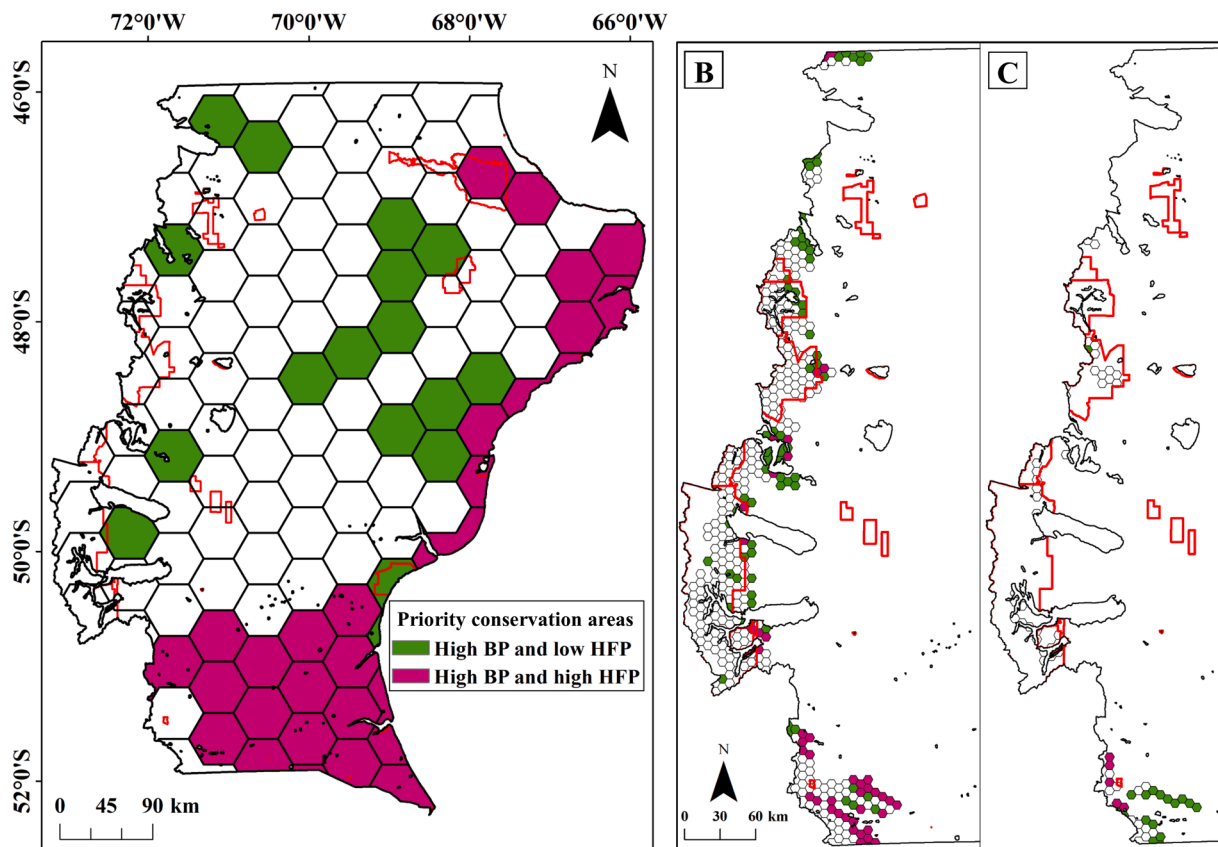 72°0'W 70°0'W 68°0'W 66°0'W
46°0'S
48°0'S
50°0'S
52°0'S
N
Priority conservation areas
High BP and low HFP
High BP and high HFP
0 45 90 km
B
N
0 30 60 km
C